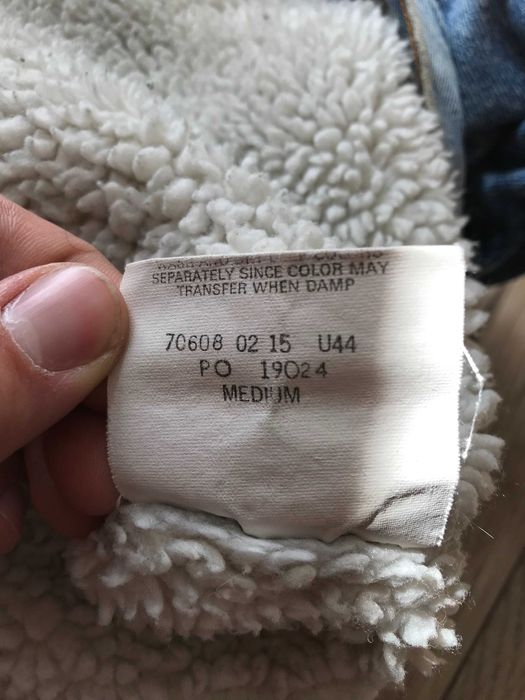 SEPARATELY SINCE COLOR MAY
TRANSFER WHEN DAMP
70608 02 15 U44
PO 19024
MEDIUM